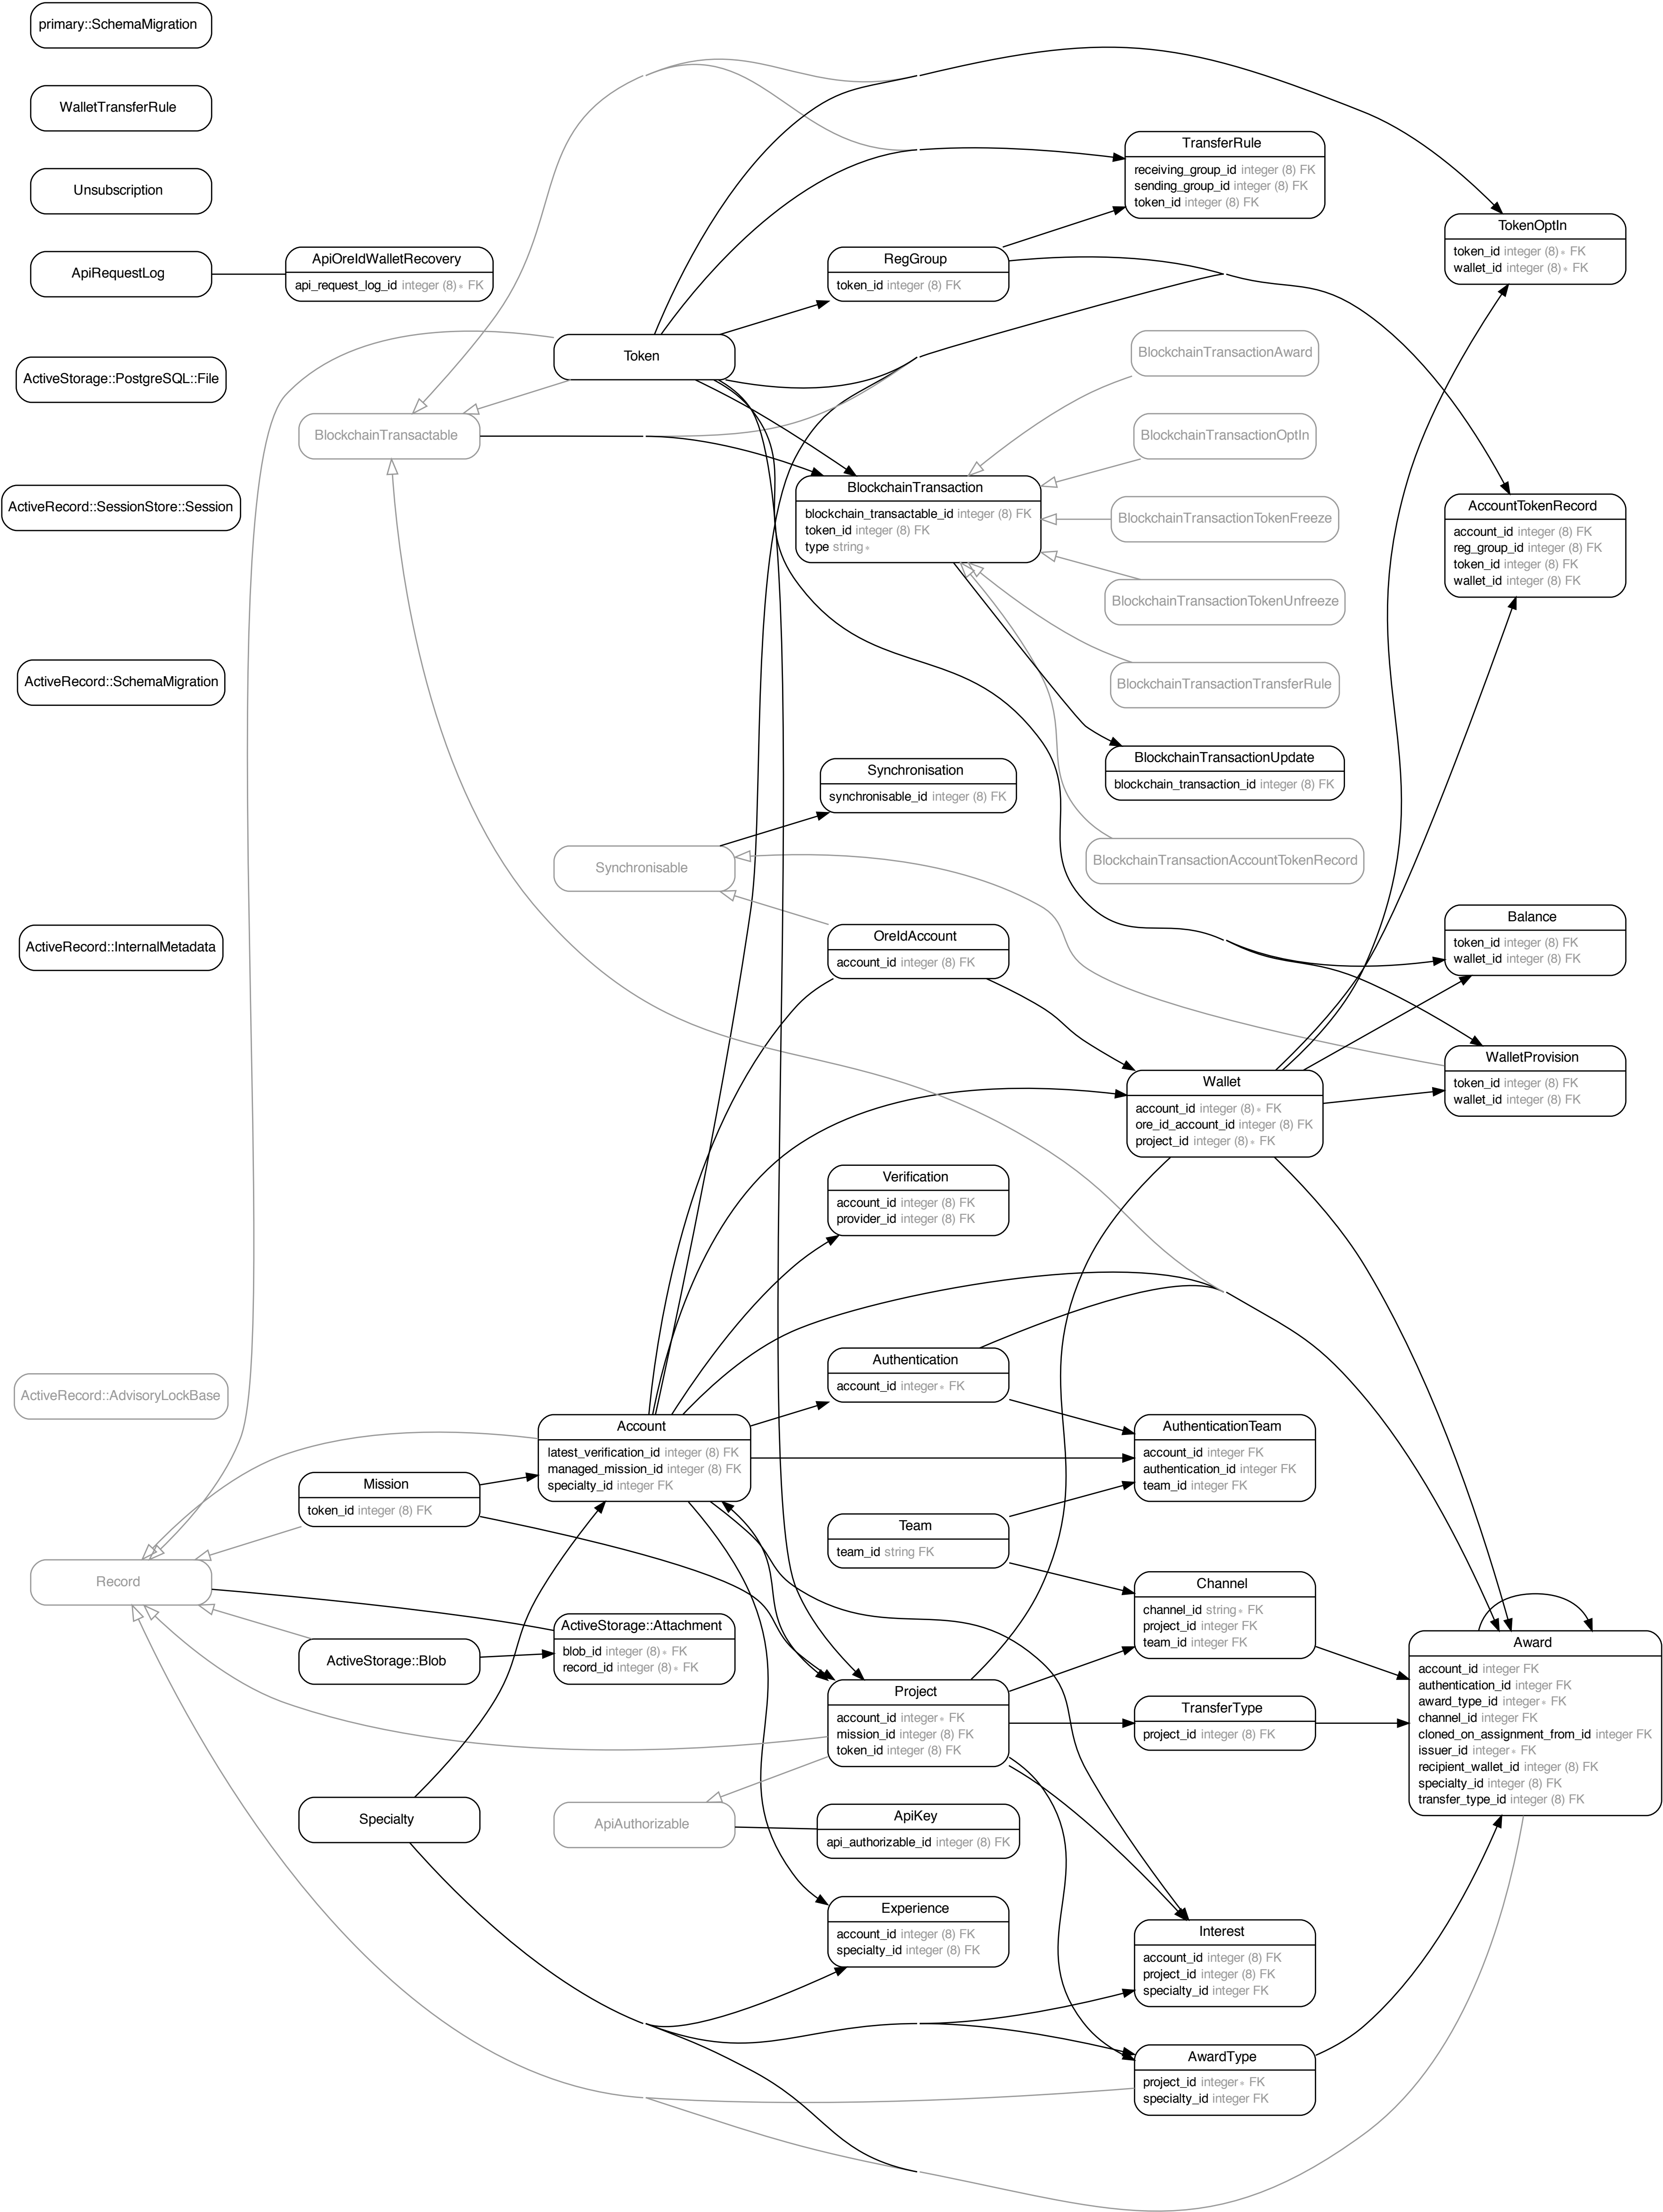 primary::SchemaMigration
WalletTransferRule
Unsubscription
ApiRequestLog
ApiOreIdWalletRecovery
api_request_log_id integer (8)∗ FK
ActiveStorage::PostgreSQL::File
ActiveRecord::SessionStore::Session
ActiveRecord::SchemaMigration
ActiveRecord::InternalMetadata
ActiveRecord::AdvisoryLockBase
Record
BlockchainTransactable
Mission
token_id integer (8) FK
ActiveStorage::Blob
Specialty
Token
Synchronisable
Account
latest_verification_id integer (8) FK
managed_mission_id integer (8) FK
specialty_id integer FK
ActiveStorage::Attachment
blob_id integer (8)∗ FK
record_id integer (8)∗ FK
ApiAuthorizable
RegGroup
token_id integer (8) FK
BlockchainTransaction
blockchain_transactable_id integer (8) FK
token_id integer (8) FK
type string∗
Synchronisation
synchronisable_id integer (8) FK
OreIdAccount
account_id integer (8) FK
Verification
account_id integer (8) FK
provider_id integer (8) FK
Authentication
account_id integer∗ FK
Team
team_id string FK
Project
account_id integer∗ FK
mission_id integer (8) FK
token_id integer (8) FK
ApiKey
api_authorizable_id integer (8) FK
Experience
account_id integer (8) FK
specialty_id integer (8) FK
TransferRule
receiving_group_id integer (8) FK
sending_group_id integer (8) FK
token_id integer (8) FK
BlockchainTransactionAward
BlockchainTransactionOptIn
BlockchainTransactionTokenFreeze
BlockchainTransactionTokenUnfreeze
BlockchainTransactionTransferRule
BlockchainTransactionUpdate
blockchain_transaction_id integer (8) FK
BlockchainTransactionAccountTokenRecord
Wallet
account_id integer (8)∗ FK
ore_id_account_id integer (8) FK
project_id integer (8)∗ FK
AuthenticationTeam
account_id integer FK
authentication_id integer FK
team_id integer FK
Channel
channel_id string∗ FK
project_id integer FK
team_id integer FK
TransferType
project_id integer (8) FK
Interest
account_id integer (8) FK
project_id integer (8) FK
specialty_id integer FK
AwardType
project_id integer∗ FK
specialty_id integer FK
TokenOptIn
token_id integer (8)∗ FK
wallet_id integer (8)∗ FK
AccountTokenRecord
account_id integer (8) FK
reg_group_id integer (8) FK
token_id integer (8) FK
wallet_id integer (8) FK
Balance
token_id integer (8) FK
wallet_id integer (8) FK
WalletProvision
token_id integer (8) FK
wallet_id integer (8) FK
Award
account_id integer FK
authentication_id integer FK
award_type_id integer∗ FK
channel_id integer FK
cloned_on_assignment_from_id integer FK
issuer_id integer∗ FK
recipient_wallet_id integer (8) FK
specialty_id integer (8) FK
transfer_type_id integer (8) FK